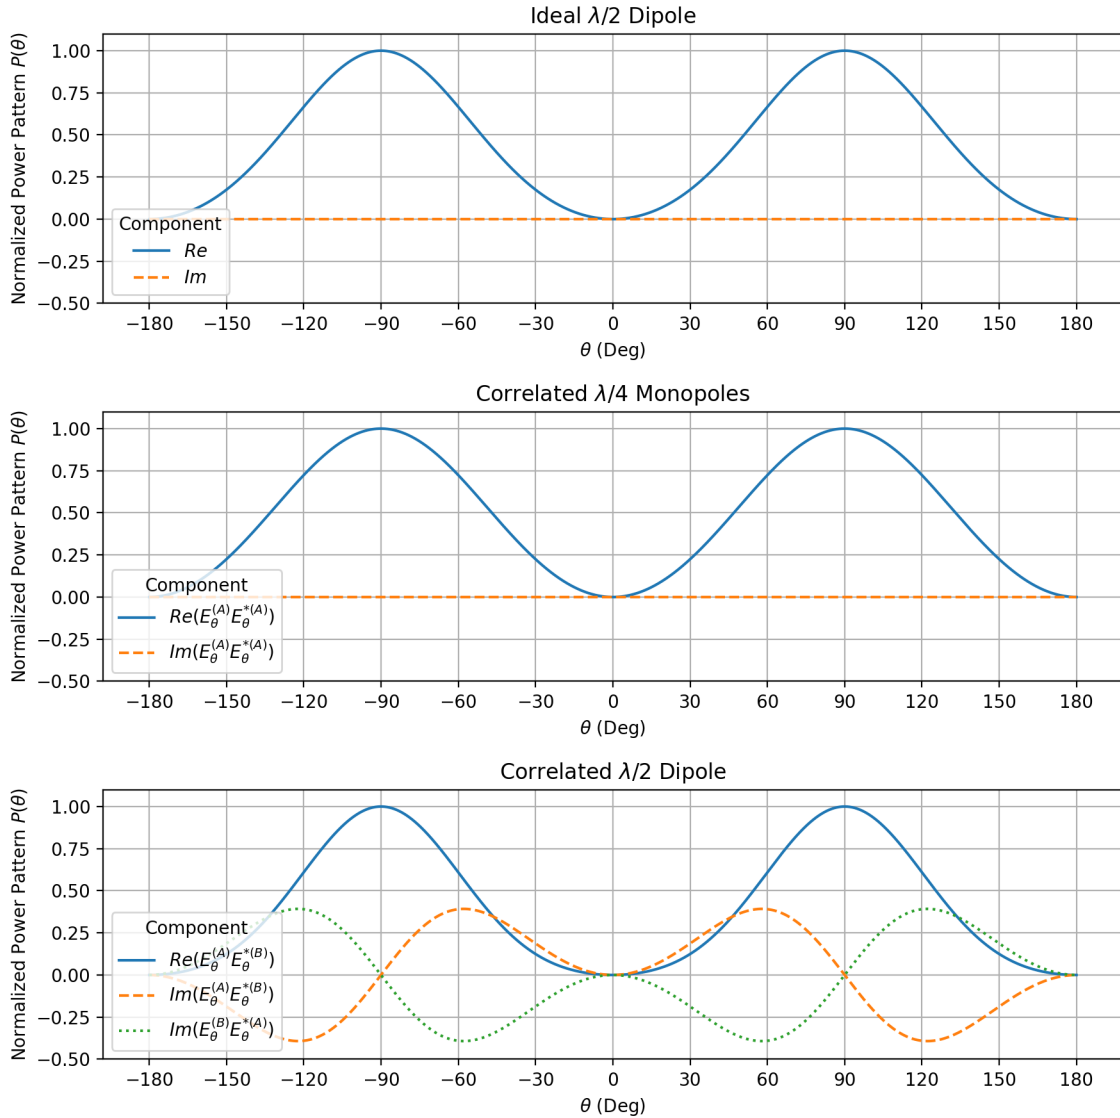 Ideal λ/2 Dipole
Normalized Power Pattern P(θ)
1.00
0.75
0.50
0.25
0.00
−0.25
−0.50
Component
Re
Im
−180 −150 −120 −90 −60 −30 0 30 60 90 120 150 180
θ (Deg)
Correlated λ/4 Monopoles
Normalized Power Pattern P(θ)
1.00
0.75
0.50
0.25
0.00
−0.25
−0.50
Component
Re(E_θ^(A) E_θ^*(A))
Im(E_θ^(A) E_θ^*(A))
−180 −150 −120 −90 −60 −30 0 30 60 90 120 150 180
θ (Deg)
Correlated λ/2 Dipole
Normalized Power Pattern P(θ)
1.00
0.75
0.50
0.25
0.00
−0.25
−0.50
Component
Re(E_θ^(A) E_θ^*(B))
Im(E_θ^(A) E_θ^*(B))
Im(E_θ^(B) E_θ^*(A))
−180 −150 −120 −90 −60 −30 0 30 60 90 120 150 180
θ (Deg)